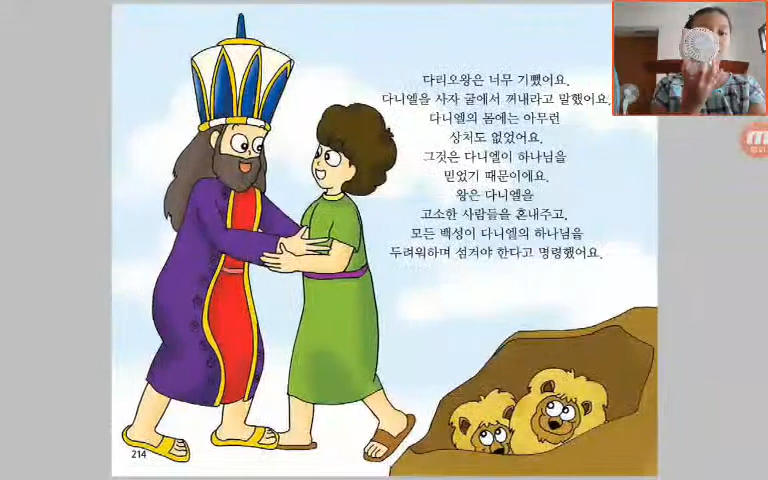 다리오왕은 너무 기뻤어요.
다니엘을 사자 굴에서 꺼내라고 말했어요.
다니엘의 몸에는 아무런
상처도 없었어요.
그것은 다니엘이 하나님을
믿었기 때문이에요.
왕은 다니엘을
고소한 사람들을 혼내주고,
모든 백성이 다니엘의 하나님을
두려워하며 섬겨야 한다고 명령했어요.
214